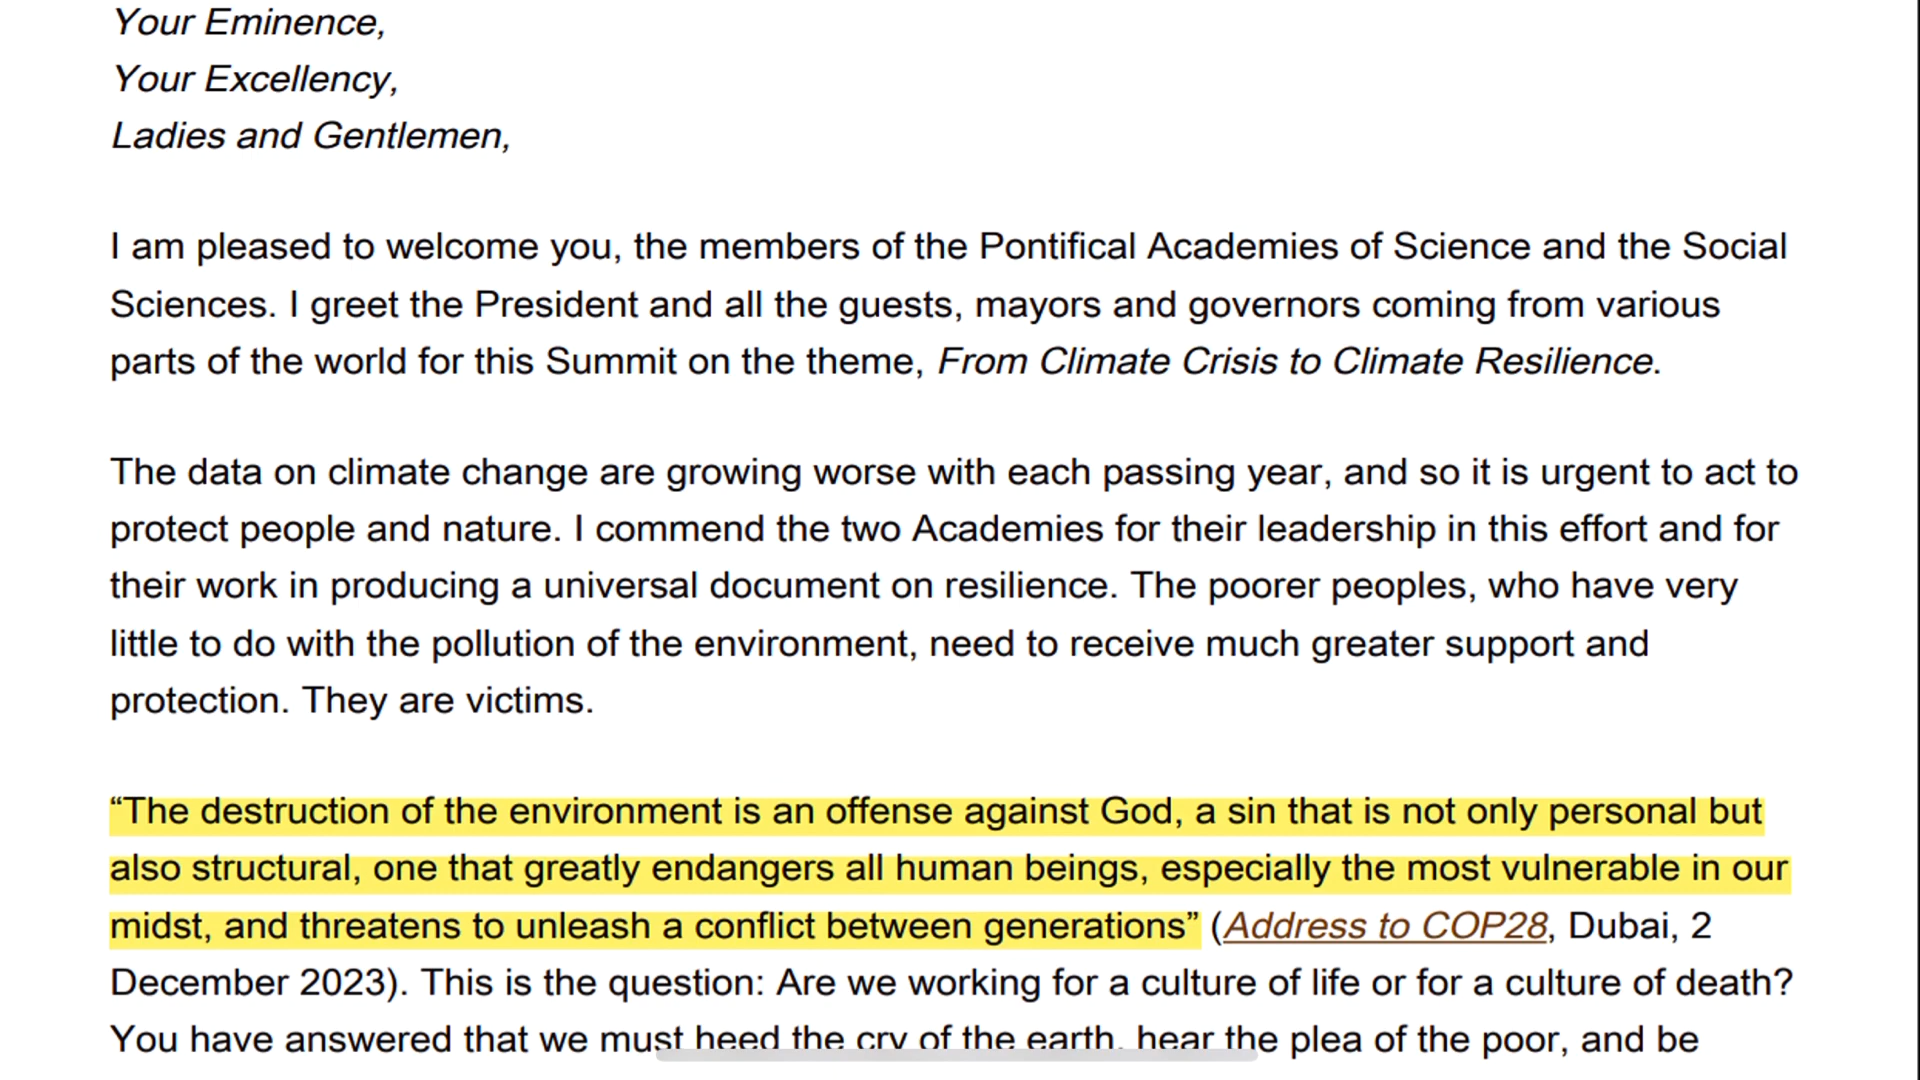 Your Eminence,
Your Excellency,
Ladies and Gentlemen,
I am pleased to welcome you, the members of the Pontifical Academies of Science and the Social
Sciences. I greet the President and all the guests, mayors and governors coming from various
parts of the world for this Summit on the theme, From Climate Crisis to Climate Resilience.
The data on climate change are growing worse with each passing year, and so it is urgent to act to
protect people and nature. I commend the two Academies for their leadership in this effort and for
their work in producing a universal document on resilience. The poorer peoples, who have very
little to do with the pollution of the environment, need to receive much greater support and
protection. They are victims.
“The destruction of the environment is an offense against God, a sin that is not only personal but
also structural, one that greatly endangers all human beings, especially the most vulnerable in our
midst, and threatens to unleash a conflict between generations” (Address to COP28, Dubai, 2
December 2023). This is the question: Are we working for a culture of life or for a culture of death?
You have answered that we must heed the cry of the earth, hear the plea of the poor, and be